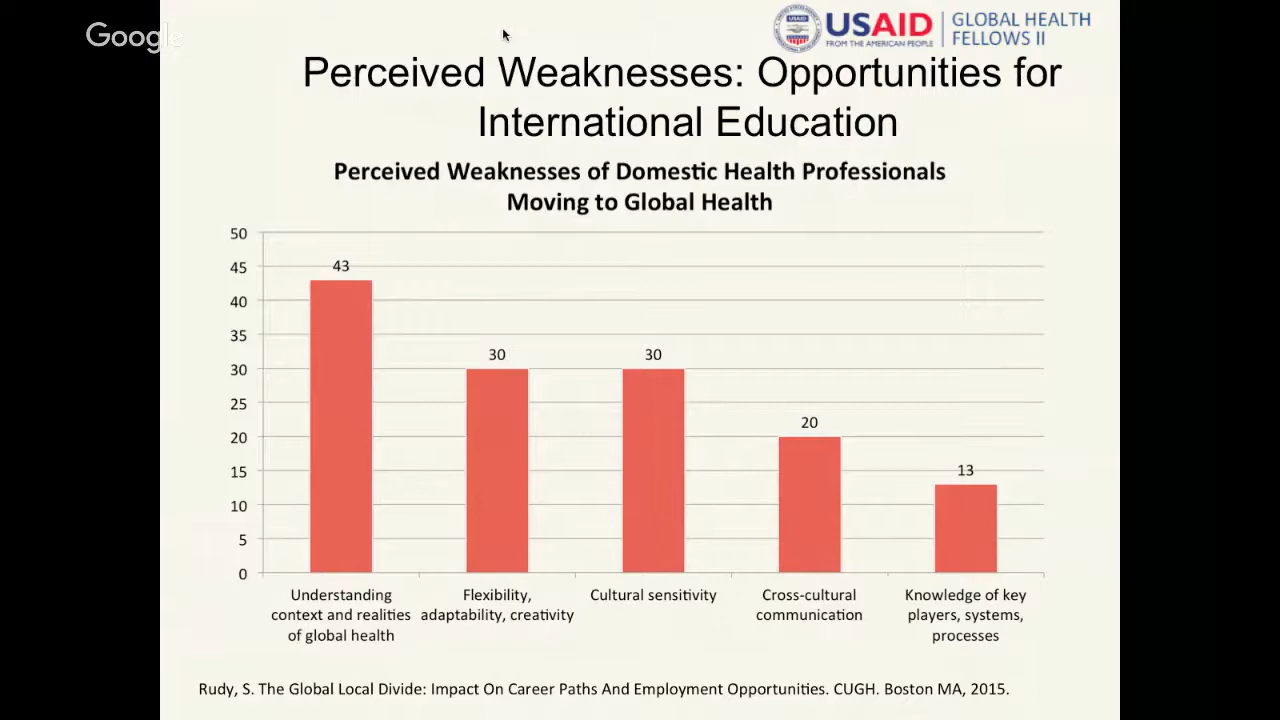 Google
USAID
FROM THE AMERICAN PEOPLE
GLOBAL HEALTH
FELLOWS II
Perceived Weaknesses: Opportunities for
International Education
Perceived Weaknesses of Domestic Health Professionals
Moving to Global Health
50
45
40
35
30
25
20
15
10
5
0
43
30
30
20
13
Understanding
context and realities
of global health
Flexibility,
adaptability, creativity
Cultural sensitivity
Cross-cultural
communication
Knowledge of key
players, systems,
processes
Rudy, S. The Global Local Divide: Impact On Career Paths And Employment Opportunities. CUGH. Boston MA, 2015.